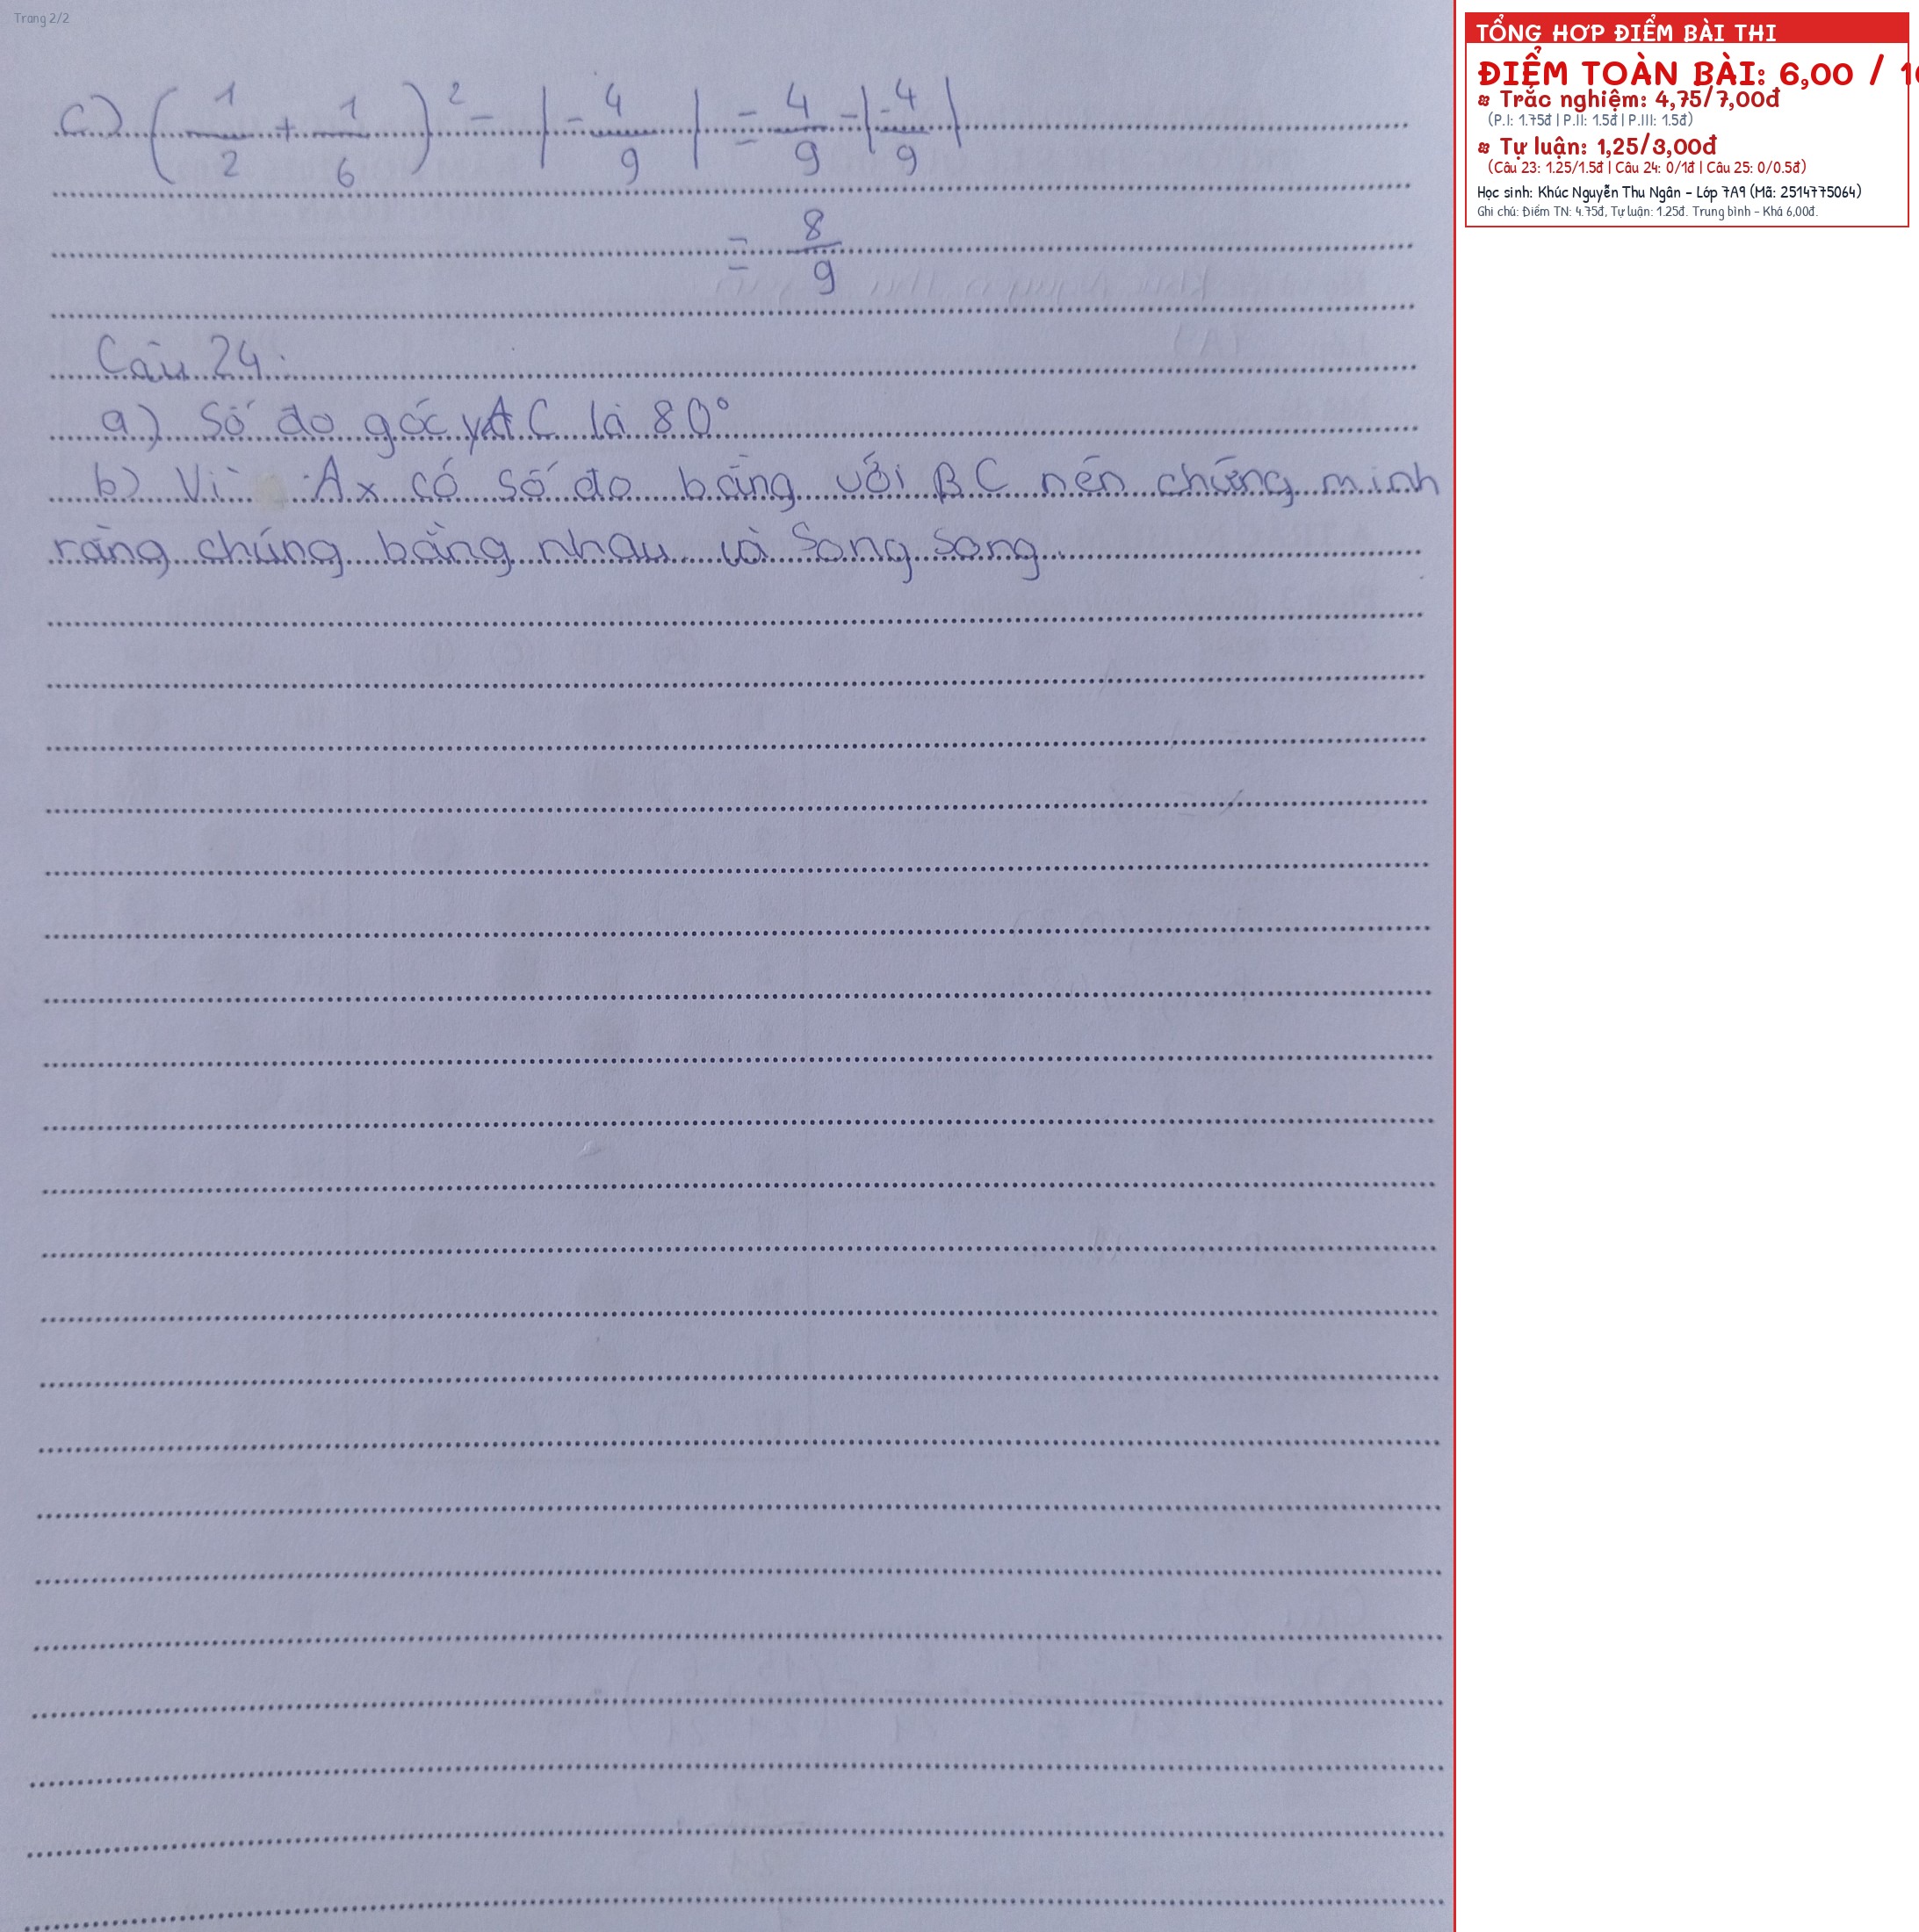 Trang 2/2
c) (1/2 + 1/6)² - |-4/9| = 4/9 - |-4/9|
= 8/9
Câu 24:
a) Số đo góc yAC là 80°
b) Vì Ax có số đo bằng với BC nên chứng minh
rằng chúng bằng nhau và song song
TỔNG HỢP ĐIỂM BÀI THI
ĐIỂM TOÀN BÀI: 6,00 / 1
Trắc nghiệm: 4,75/7,00đ
(P.I: 1.75đ | P.II: 1.5đ | P.III: 1.5đ)
Tự luận: 1,25/3,00đ
(Câu 23: 1.25/1.5đ | Câu 24: 0/1đ | Câu 25: 0/0.5đ)
Học sinh: Khúc Nguyễn Thu Ngân - Lớp 7A9 (Mã: 2514775064)
Ghi chú: Điểm TN: 4.75đ, Tự luận: 1.25đ. Trung bình - Khá 6,00đ.